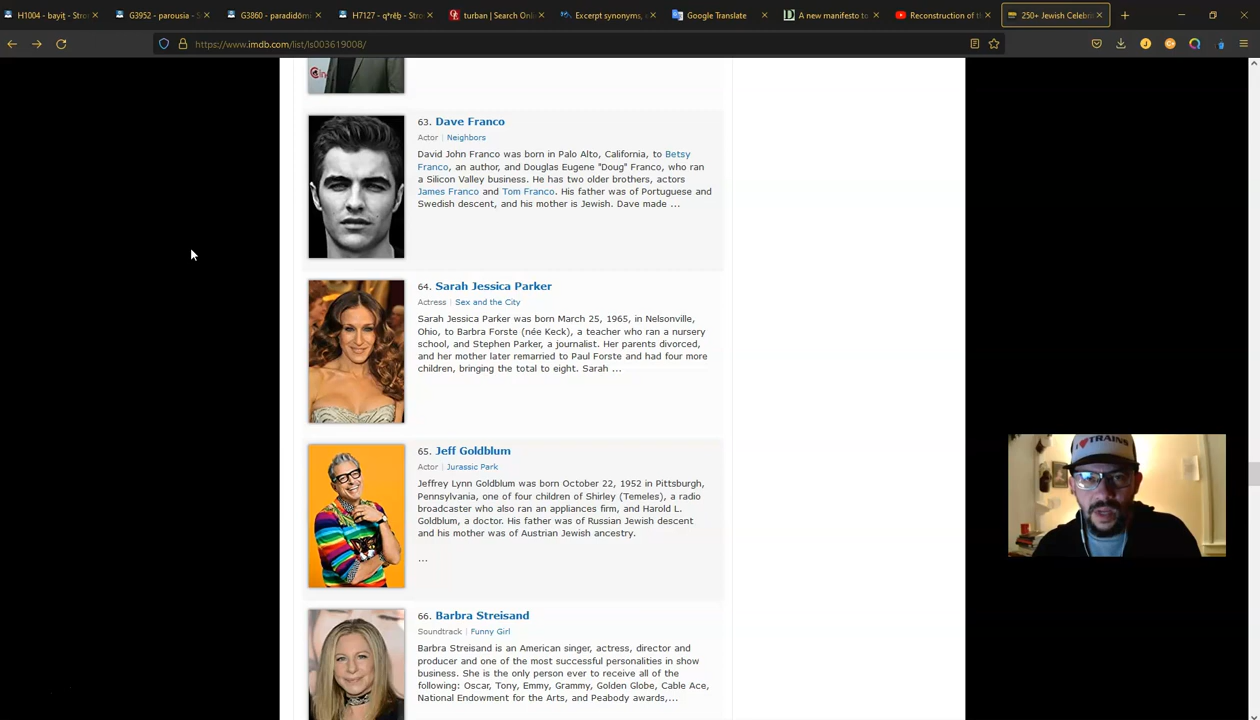 H1004 - bayiṯ - Stro
G3952 - parousia - S
G3860 - paradidōmi
H7127 - qᵊrēḇ - Stro
turban | Search Onl
Excerpt synonyms,
Google Translate
A new manifesto to
Reconstruction of t
250+ Jewish Celebr
https://www.imdb.com/list/ls003619008/
63. Dave Franco
Actor | Neighbors
David John Franco was born in Palo Alto, California, to Betsy
Franco, an author, and Douglas Eugene "Doug" Franco, who ran
a Silicon Valley business. He has two older brothers, actors
James Franco and Tom Franco. His father was of Portuguese and
Swedish descent, and his mother is Jewish. Dave made ...
64. Sarah Jessica Parker
Actress | Sex and the City
Sarah Jessica Parker was born March 25, 1965, in Nelsonville,
Ohio, to Barbra Forste (née Keck), a teacher who ran a nursery
school, and Stephen Parker, a journalist. Her parents divorced,
and her mother later remarried to Paul Forste and had four more
children, bringing the total to eight. Sarah ...
65. Jeff Goldblum
Actor | Jurassic Park
Jeffrey Lynn Goldblum was born October 22, 1952 in Pittsburgh,
Pennsylvania, one of four children of Shirley (Temeles), a radio
broadcaster who also ran an appliances firm, and Harold L.
Goldblum, a doctor. His father was of Russian Jewish descent
and his mother was of Austrian Jewish ancestry.
...
66. Barbra Streisand
Soundtrack | Funny Girl
Barbra Streisand is an American singer, actress, director and
producer and one of the most successful personalities in show
business. She is the only person ever to receive all of the
following: Oscar, Tony, Emmy, Grammy, Golden Globe, Cable Ace,
National Endowment for the Arts, and Peabody awards,...
I ♥ TRAINS